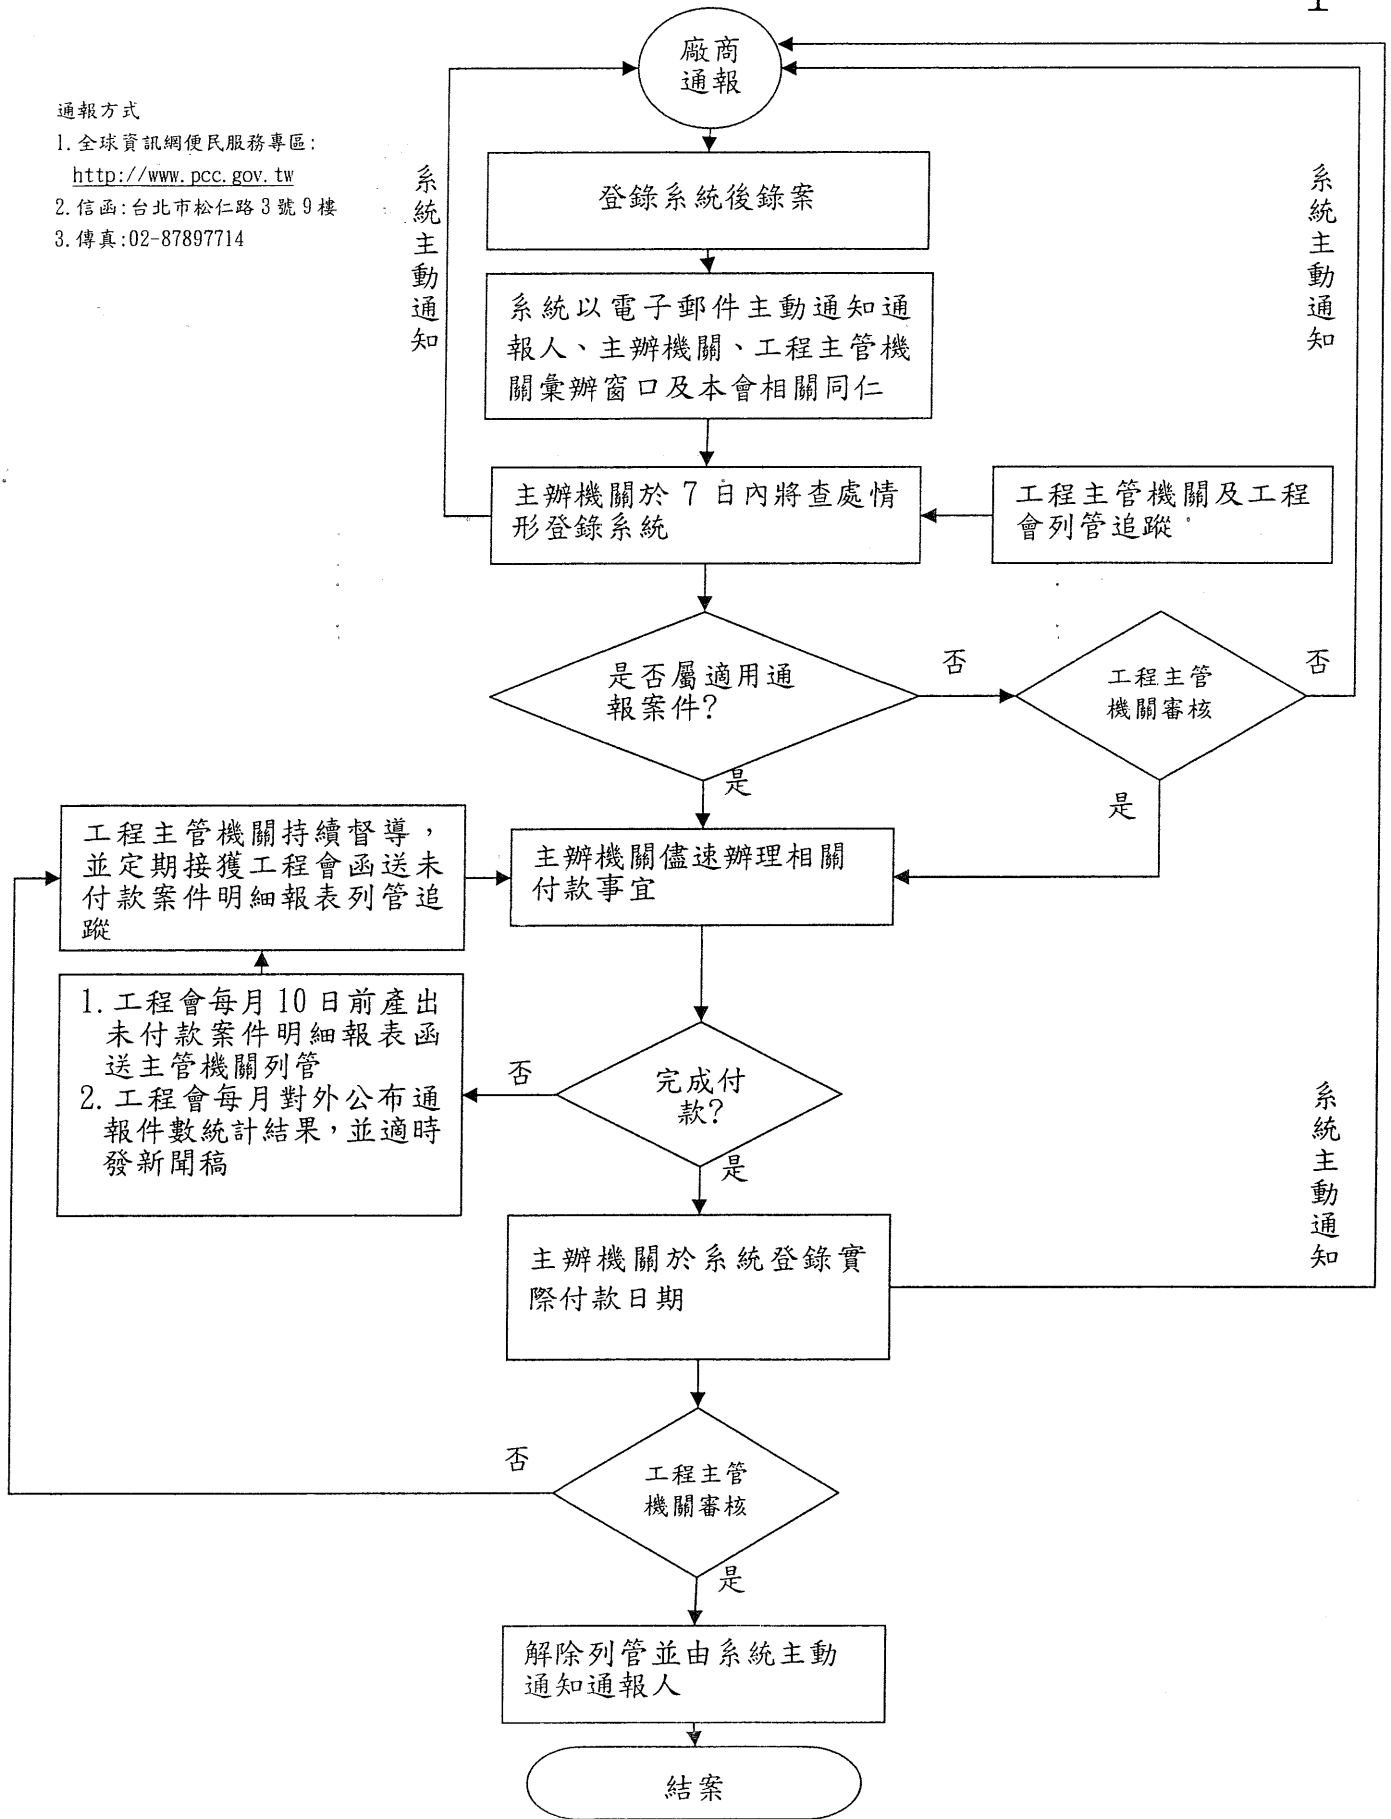 1
廠商
通報
通報方式
1.全球資訊網便民服務專區:
http://www.pcc.gov.tw
2.信函:台北市松仁路3號9樓
3.傳真:02-87897714
系統主動通知
系統主動通知
登錄系統後錄案
系統以電子郵件主動通知通
報人、主辦機關、工程主管機
關彙辦窗口及本會相關同仁
主辦機關於7日內將查處情
形登錄系統
工程主管機關及工程
會列管追蹤
是否屬適用通
報案件?
否
工程主管
機關審核
否
是
是
工程主管機關持續督導,
並定期接獲工程會函送未
付款案件明細報表列管追
蹤
主辦機關儘速辦理相關
付款事宜
1.工程會每月10日前產出
未付款案件明細報表函
送主管機關列管
2.工程會每月對外公布通
報件數統計結果,並適時
發新聞稿
否
完成付
款?
是
系統主動通知
主辦機關於系統登錄實
際付款日期
否
工程主管
機關審核
是
解除列管並由系統主動
通知通報人
結案